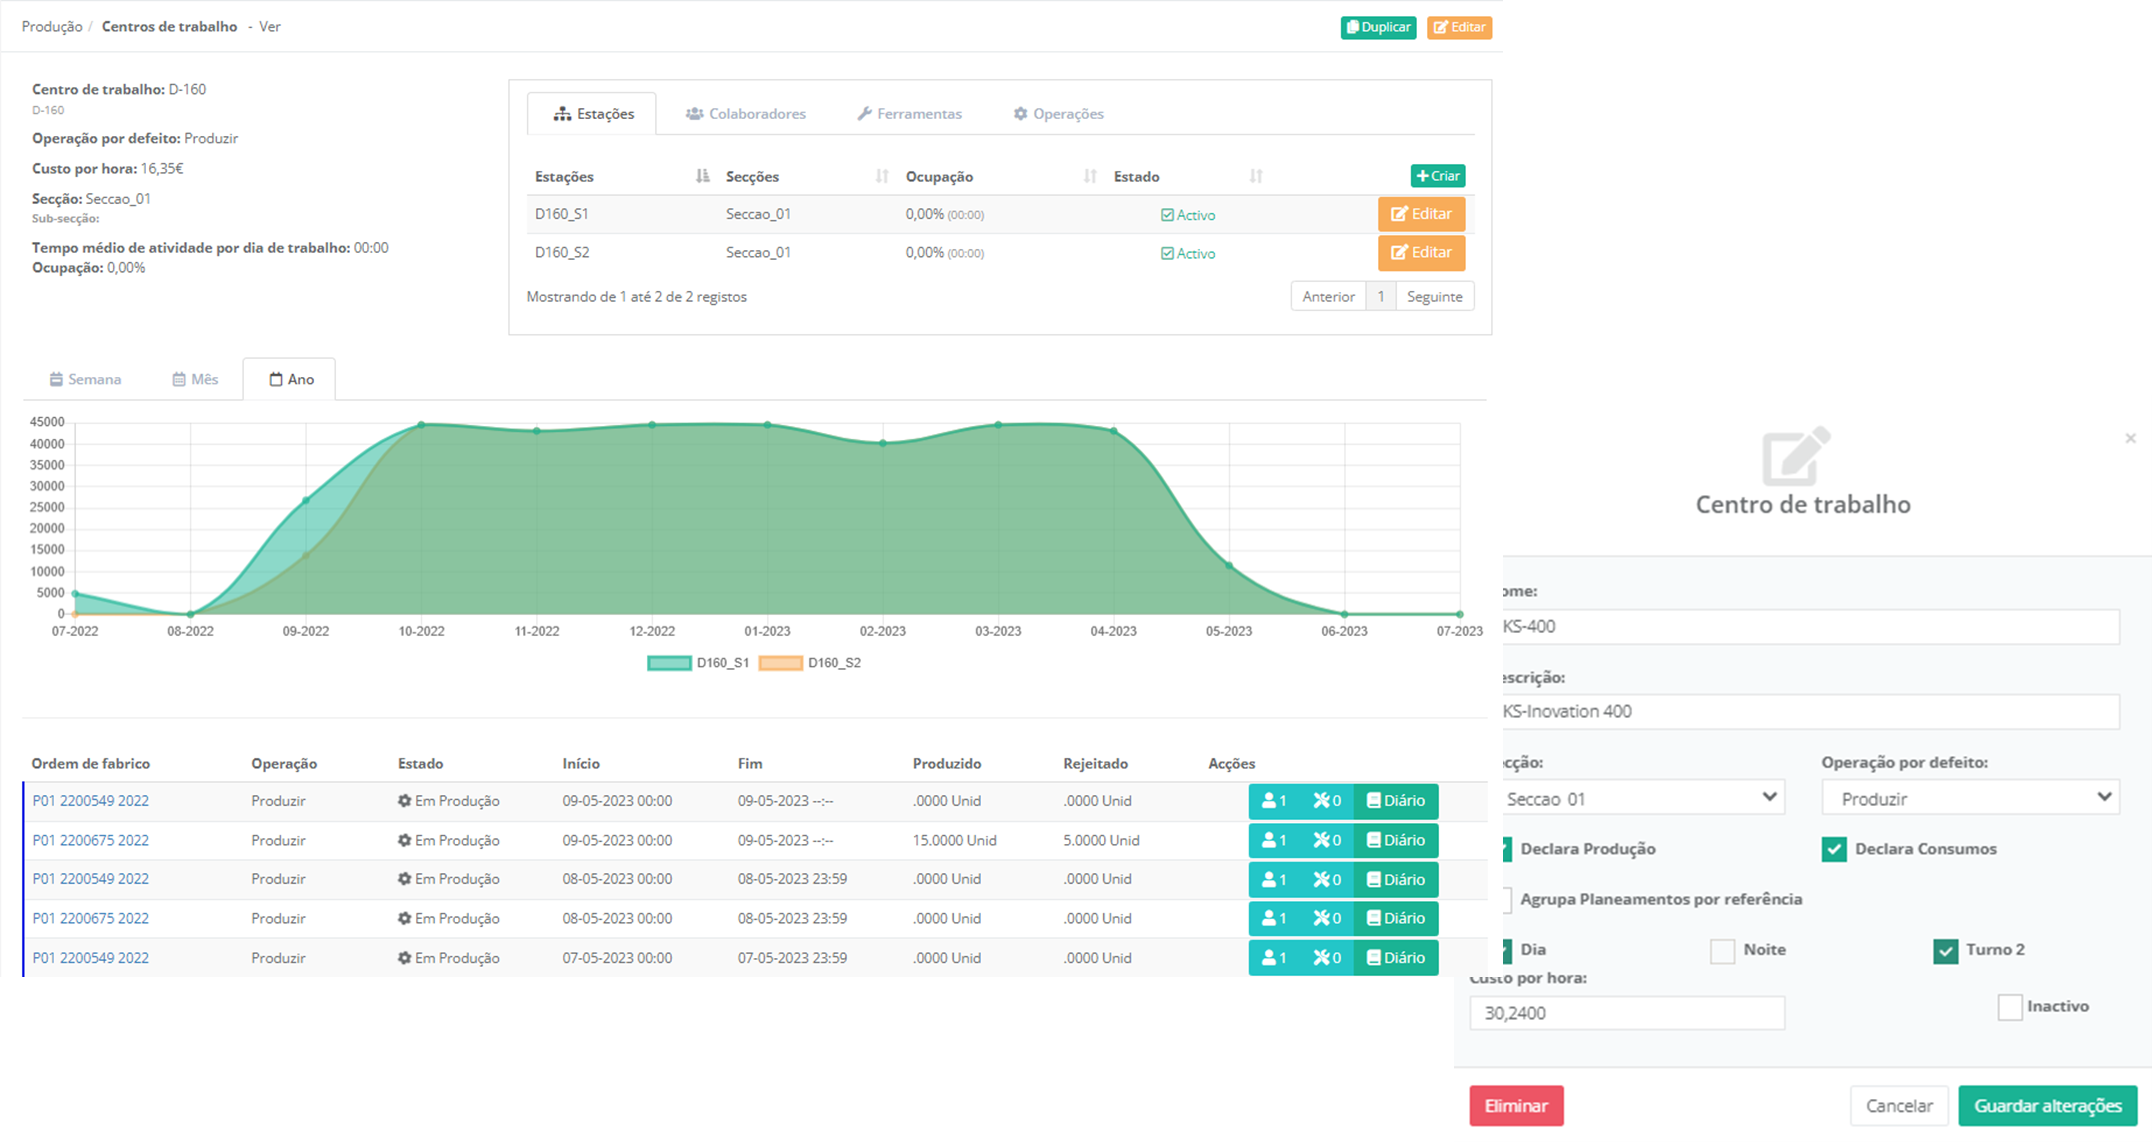 Produção / Centros de trabalho - Ver
Duplicar Editar
Centro de trabalho: D-160
D-160
Operação por defeito: Produzir
Custo por hora: 16,35€
Secção: Seccao_01
Sub-secção:
Tempo médio de atividade por dia de trabalho: 00:00
Ocupação: 0,00%
Estações Colaboradores Ferramentas Operações
Estações Secções Ocupação Estado Criar
D160_S1 Seccao_01 0,00% (00:00) Activo Editar
D160_S2 Seccao_01 0,00% (00:00) Activo Editar
Mostrando de 1 até 2 de 2 registos
Anterior 1 Seguinte
Semana Mês Ano
45000
40000
35000
30000
25000
20000
15000
10000
5000
0
07-2022 08-2022 09-2022 10-2022 11-2022 12-2022 01-2023 02-2023 03-2023 04-2023 05-2023 06-2023 07-2023
D160_S1 D160_S2
Ordem de fabrico Operação Estado Início Fim Produzido Rejeitado Acções
P01 2200549 2022 Produzir Em Produção 09-05-2023 00:00 09-05-2023 --:-- .0000 Unid .0000 Unid 1 0 Diário
P01 2200675 2022 Produzir Em Produção 09-05-2023 00:00 09-05-2023 --:-- 15.0000 Unid 5.0000 Unid 1 0 Diário
P01 2200549 2022 Produzir Em Produção 08-05-2023 00:00 08-05-2023 23:59 .0000 Unid .0000 Unid 1 0 Diário
P01 2200675 2022 Produzir Em Produção 08-05-2023 00:00 08-05-2023 23:59 .0000 Unid .0000 Unid 1 0 Diário
P01 2200549 2022 Produzir Em Produção 07-05-2023 00:00 07-05-2023 23:59 .0000 Unid .0000 Unid 1 0 Diário
×
Centro de trabalho
ome:
KS-400
escrição:
KS-Inovation 400
cção: Operação por defeito:
Seccao 01 Produzir
Declara Produção Declara Consumos
Agrupa Planeamentos por referência
Dia Noite Turno 2
Custo por hora:
30,2400 Inactivo
Eliminar Cancelar Guardar alterações